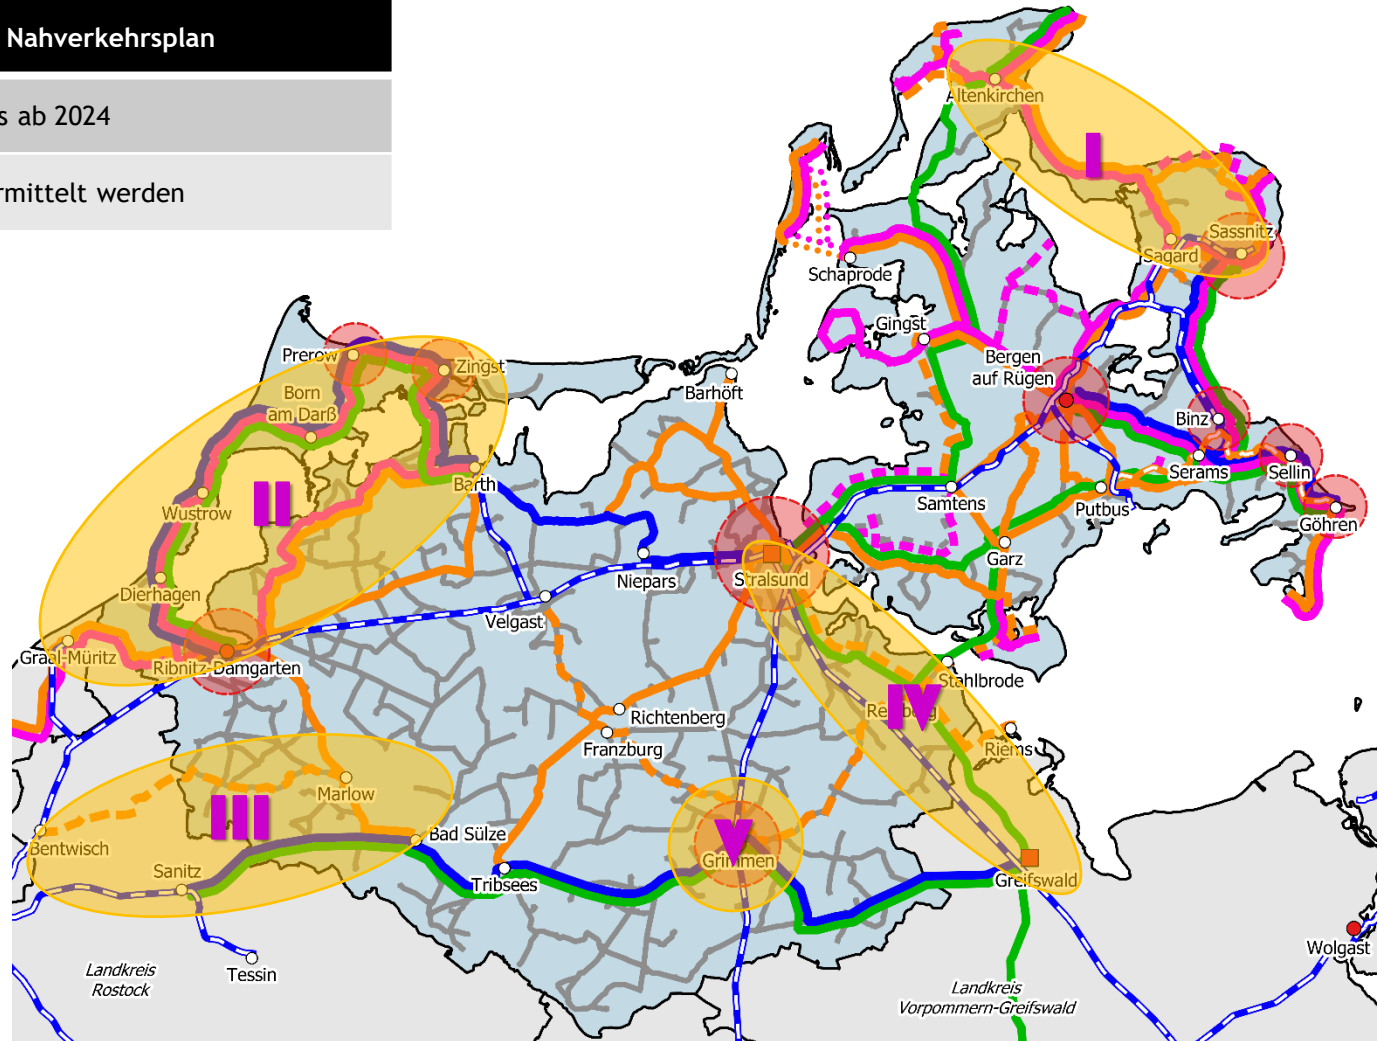 Nahverkehrsplan
s ab 2024
rmittelt werden
Altenkirchen
I
Sassnitz
Sagard
Schaprode
Gingst
Bergen
auf Rügen
Prerow
Zingst
Born
am Darß
Barhöft
Binz
Serams
Sellin
Barth
Wustrow
II
Samtens
Putbus
Göhren
Garz
Stralsund
Niepars
Dierhagen
Velgast
Graal-Müritz
Ribnitz-Damgarten
Stahlbrode
IV
Richtenberg
Franzburg
Riems
Marlow
III
Bad Sülze
V
Grimmen
Bentwisch
Sanitz
Tribsees
Greifswald
Wolgast
Tessin
Landkreis
Rostock
Landkreis
Vorpommern-Greifswald